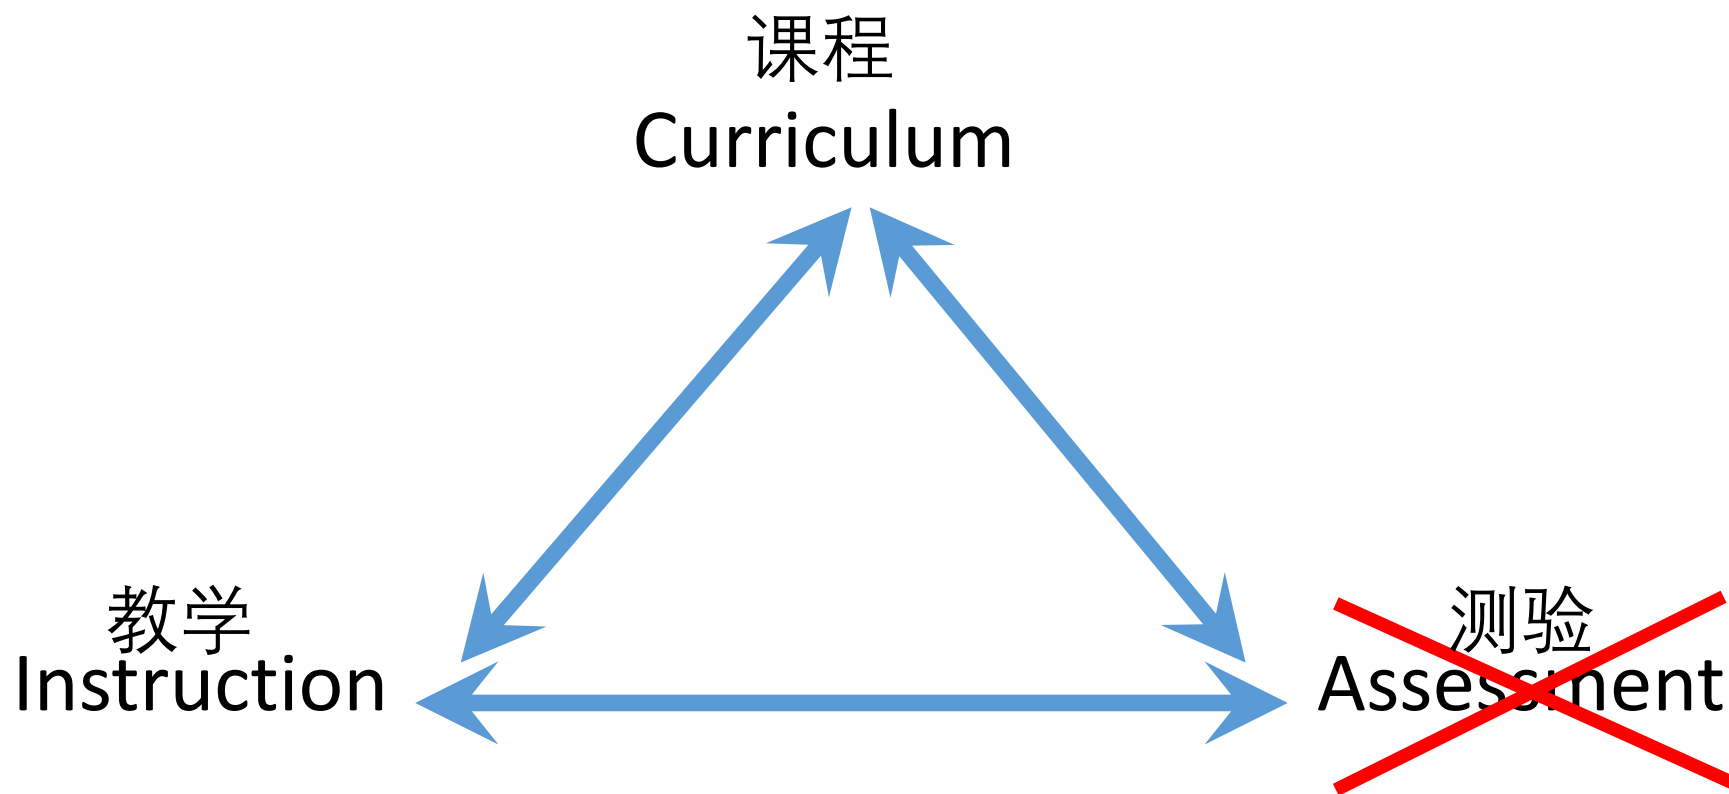 课程
Curriculum
教学
Instruction
测验
Assessment